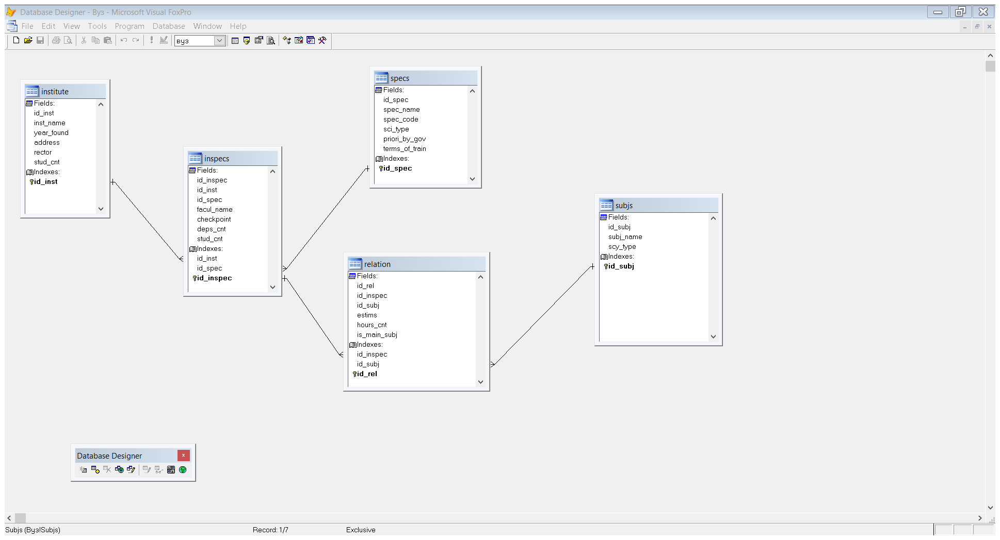 Database Designer - Вуз - Microsoft Visual FoxPro
File Edit View Tools Program Database Window Help
вуз
institute
Fields:
id_inst
inst_name
year_found
address
rector
stud_cnt
Indexes:
id_inst
inspecs
Fields:
id_inspec
id_inst
id_spec
facul_name
checkpoint
deps_cnt
stud_cnt
Indexes:
id_inst
id_spec
id_inspec
specs
Fields:
id_spec
spec_name
spec_code
sci_type
priori_by_gov
terms_of_train
Indexes:
id_spec
relation
Fields:
id_rel
id_inspec
id_subj
estims
hours_cnt
is_main_subj
Indexes:
id_inspec
id_subj
id_rel
subjs
Fields:
id_subj
subj_name
scy_type
Indexes:
id_subj
Database Designer
Subjs (Вуз!Subjs) Record: 1/7 Exclusive